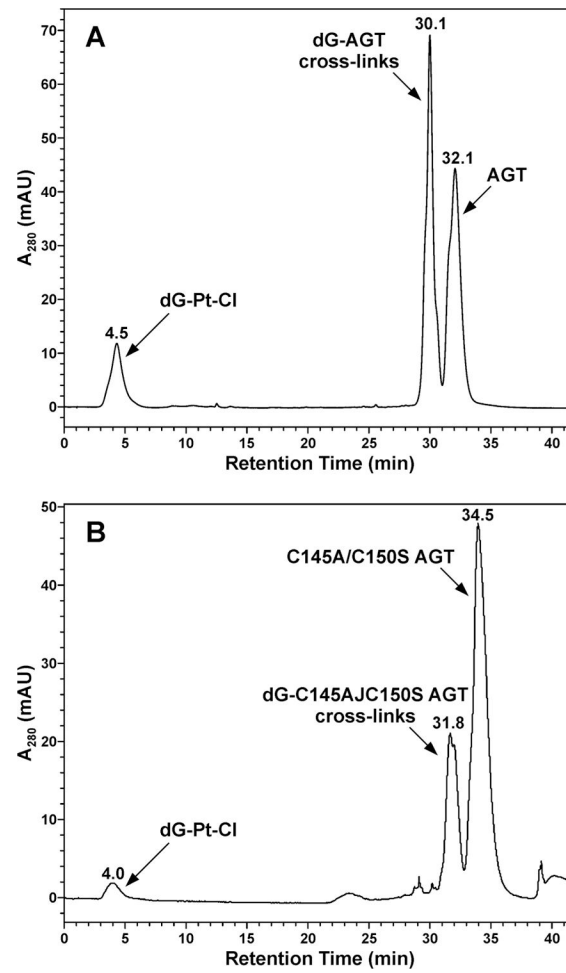 A
70
60
50
40
30
20
10
0
A280 (mAU)
30.1
dG-AGT
cross-links
32.1
AGT
dG-Pt-Cl
4.5
0 5 10 15 20 25 30 35 40
Retention Time (min)
B
50
40
30
20
10
0
A280 (mAU)
34.5
C145A/C150S AGT
dG-C145AJC150S AGT
cross-links
31.8
dG-Pt-Cl
4.0
0 5 10 15 20 25 30 35 40
Retention Time (min)